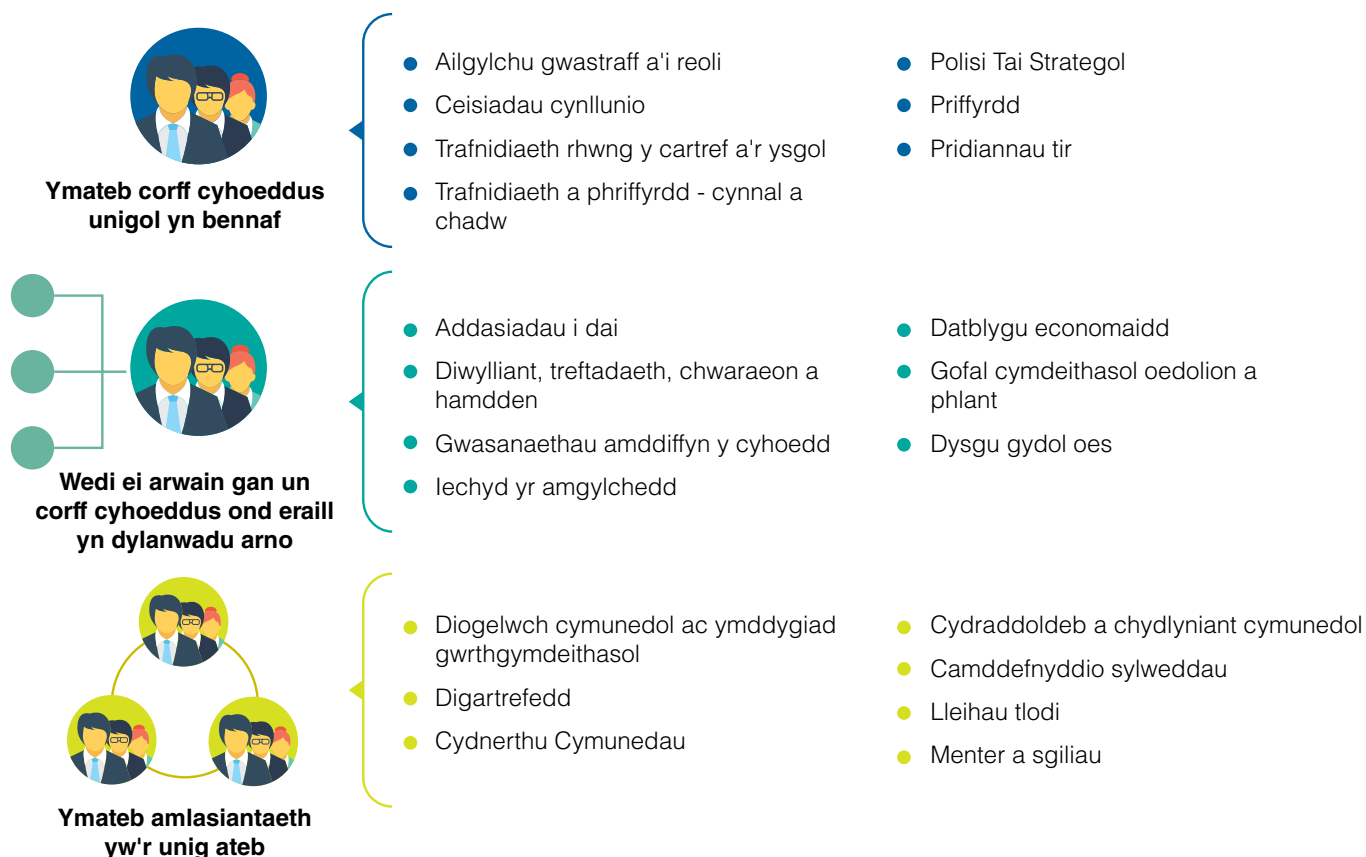 Ymateb corff cyhoeddus
unigol yn bennaf
Ailgylchu gwastraff a'i reoli
Ceisiadau cynllunio
Trafnidiaeth rhwng y cartref a'r ysgol
Trafnidiaeth a phriffyrdd - cynnal a
chadw
Polisi Tai Strategol
Priffyrdd
Pridiannau tir
Wedi ei arwain gan un
corff cyhoeddus ond eraill
yn dylanwadu arno
Addasiadau i dai
Diwylliant, treftadaeth, chwaraeon a
hamdden
Gwasanaethau amddiffyn y cyhoedd
Iechyd yr amgylchedd
Datblygu economaidd
Gofal cymdeithasol oedolion a
phlant
Dysgu gydol oes
Ymateb amlasiantaeth
yw'r unig ateb
Diogelwch cymunedol ac ymddygiad
gwrthgymdeithasol
Digartrefedd
Cydnerthu Cymunedau
Cydraddoldeb a chydlyniant cymunedol
Camddefnyddio sylweddau
Lleihau tlodi
Menter a sgiliau